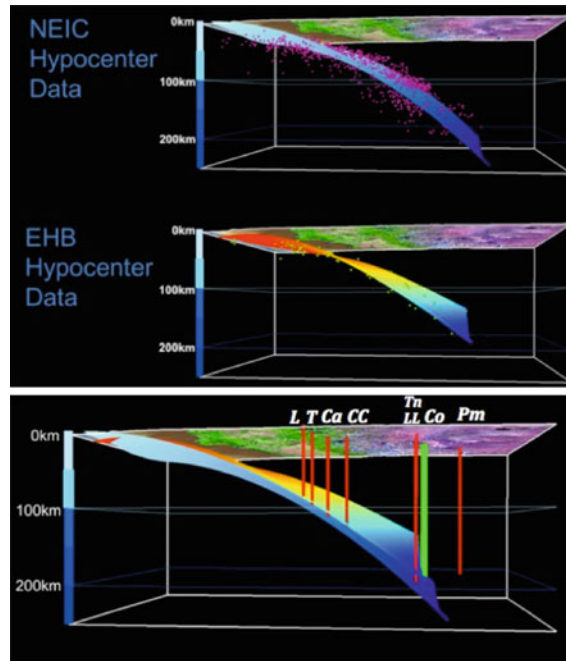 NEIC
Hypocenter
Data
0km
100km
200km
EHB
Hypocenter
Data
0km
100km
200km
L T Ca CC Tn LL Co Pm
0km
100km
200km